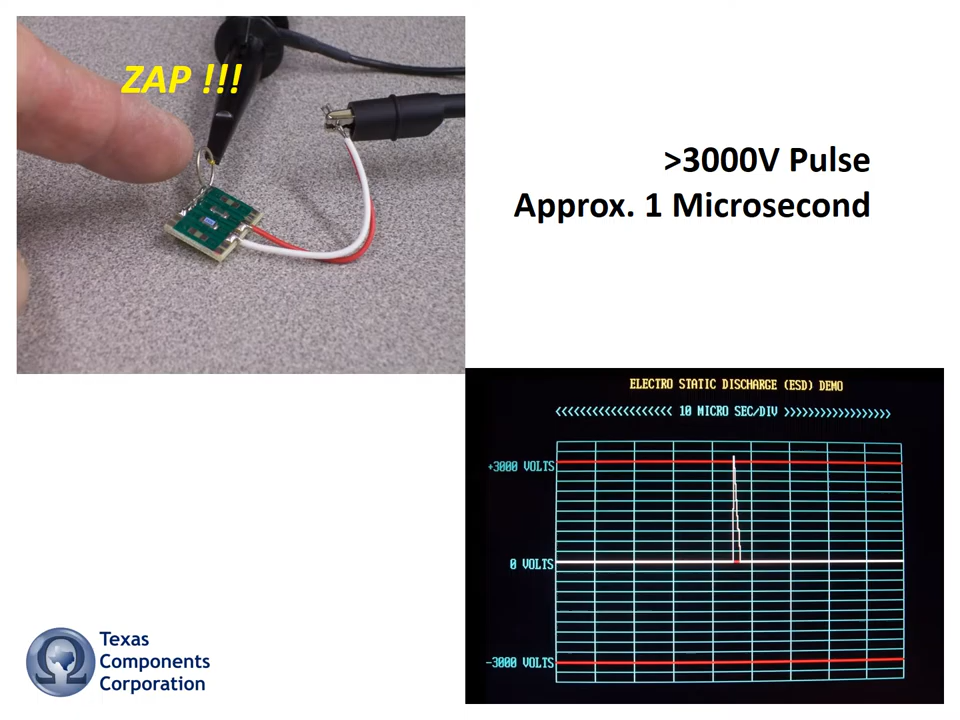 ZAP !!!
>3000V Pulse
Approx. 1 Microsecond
ELECTRO STATIC DISCHARGE (ESD) DEMO
<<<<<<<<<<<<<<<<<<< 10 MICRO SEC/DIV >>>>>>>>>>>>>>>>>
+3000 VOLTS
0 VOLTS
-3000 VOLTS
Texas
Components
Corporation